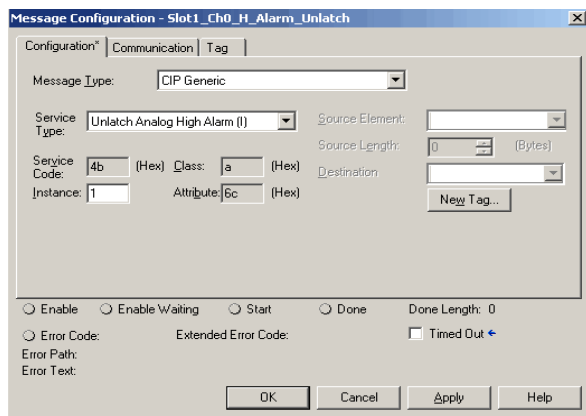 Message Configuration - Slot1_Ch0_H_Alarm_Unlatch
Configuration* Communication Tag
Message Type: CIP Generic
Service Type: Unlatch Analog High Alarm (I) Source Element:
Source Length: 0 (Bytes)
Service Code: 4b (Hex) Class: a (Hex) Destination
Instance: 1 Attribute: 6c (Hex) New Tag...
Enable Enable Waiting Start Done Done Length: 0
Error Code: Extended Error Code: Timed Out
Error Path:
Error Text:
OK Cancel Apply Help